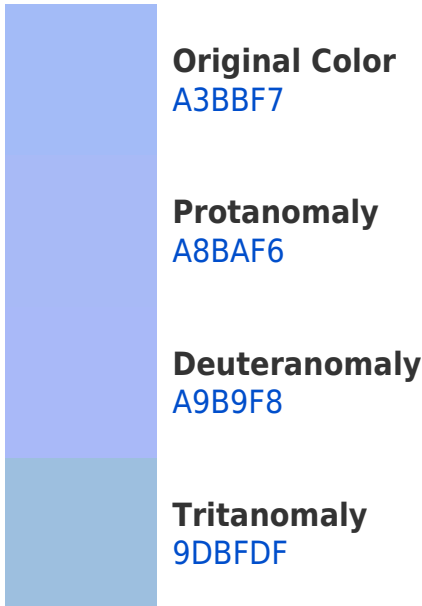 Original Color
A3BBF7
Protanomaly
A8BAF6
Deuteranomaly
A9B9F8
Tritanomaly
9DBFDF